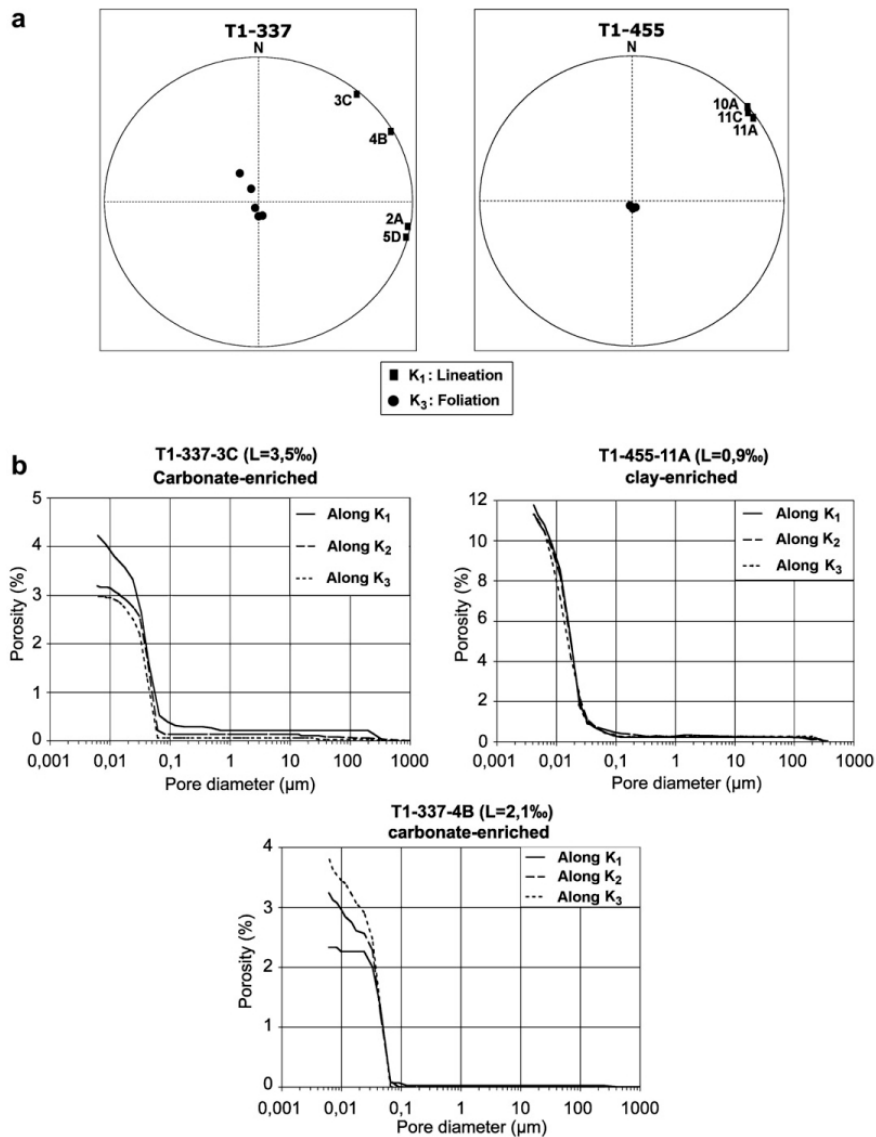 a
T1-337
N
3C
4B
2A
5D
T1-455
N
10A
11C
11A
K1: Lineation
K3: Foliation
b
T1-337-3C (L=3,5‰)
Carbonate-enriched
Along K1
Along K2
Along K3
Porosity (%)
5
4
3
2
1
0
0,001 0,01 0,1 1 10 100 1000
Pore diameter (µm)
T1-455-11A (L=0,9‰)
clay-enriched
Along K1
Along K2
Along K3
Porosity (%)
12
10
8
6
4
2
0
0,001 0,01 0,1 1 10 100 1000
Pore diameter (µm)
T1-337-4B (L=2,1‰)
carbonate-enriched
Along K1
Along K2
Along K3
Porosity (%)
4
3
2
1
0
0,001 0,01 0,1 1 10 100 1000
Pore diameter (µm)